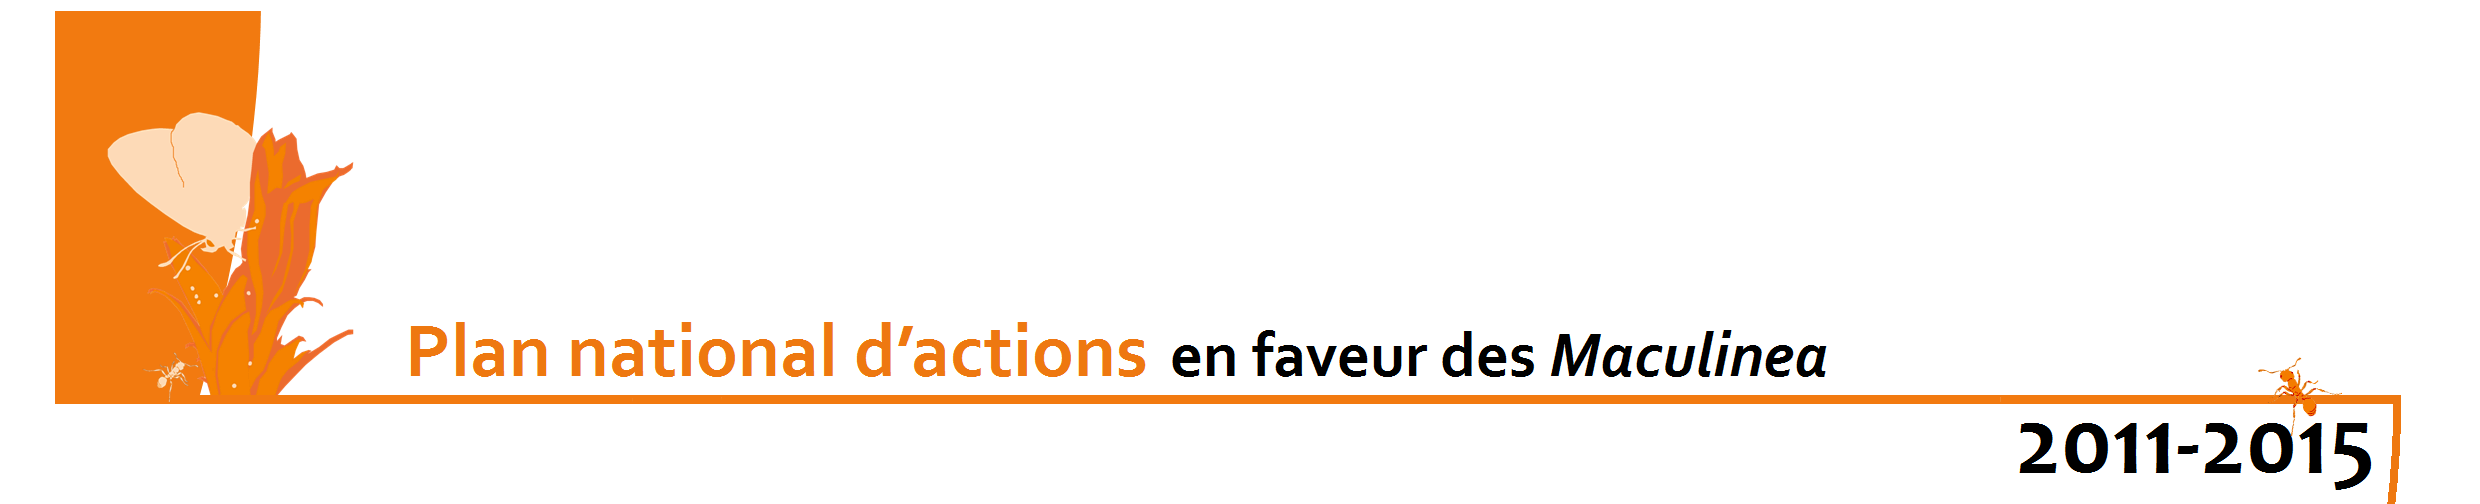 Plan national d’actions en faveur des Maculinea
2011-2015